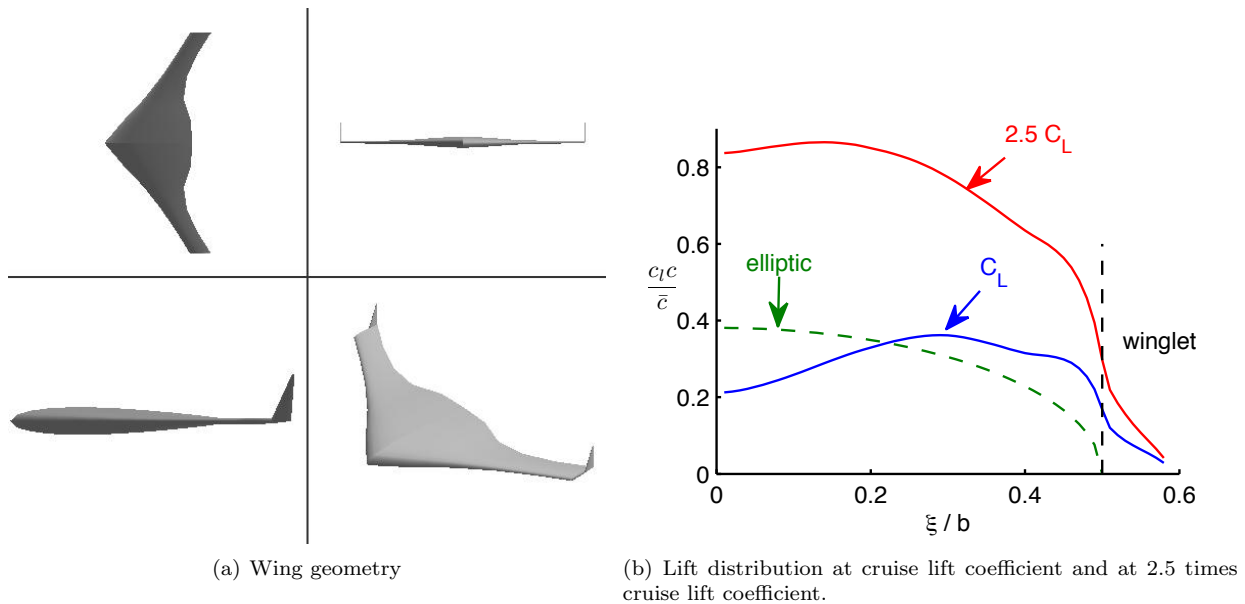 2.5 C_L
0.8
0.6
elliptic
C_L
c_l c
c̄
0.4
winglet
0.2
0
0
0.2
0.4
0.6
ξ / b
(a) Wing geometry
(b) Lift distribution at cruise lift coefficient and at 2.5 times
cruise lift coefficient.